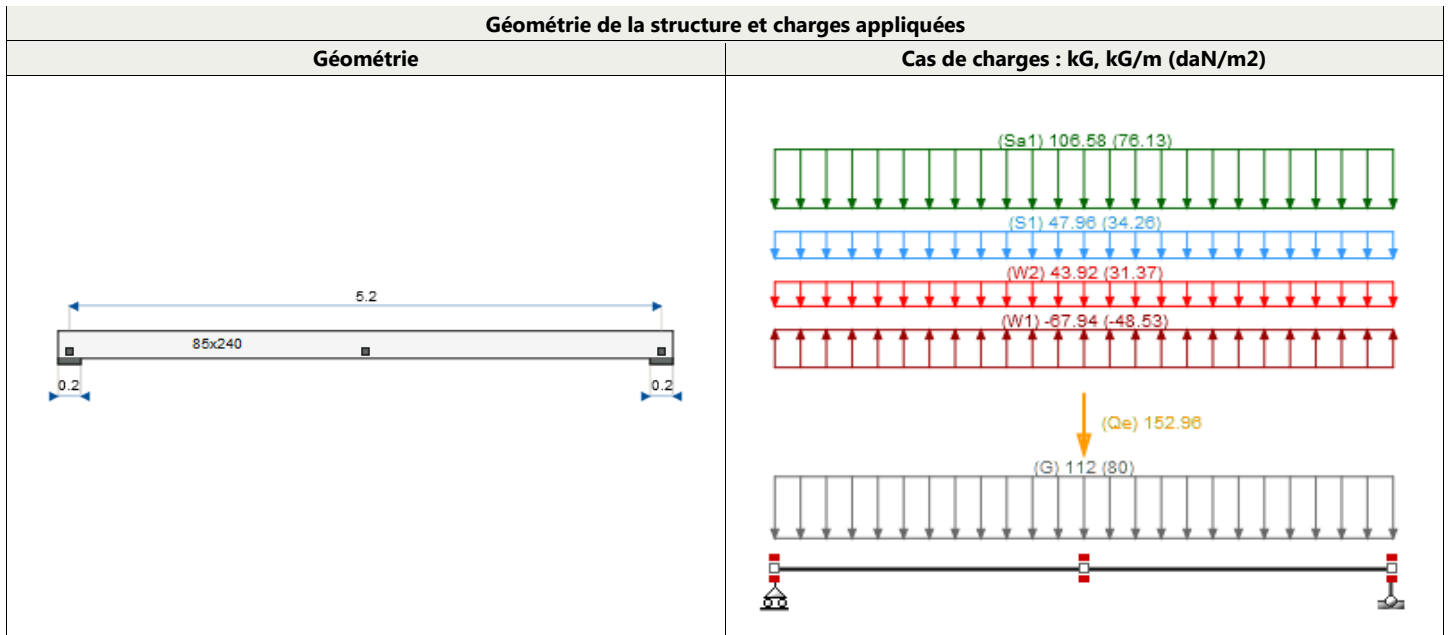 Géométrie de la structure et charges appliquées
Géométrie
Cas de charges : kG, kG/m (daN/m2)
5.2
85x240
0.2
0.2
(Sa1) 106.58 (76.13)
(S1) 47.96 (34.26)
(W2) 43.92 (31.37)
(W1) -67.94 (-48.53)
(Qe) 152.96
(G) 112 (80)